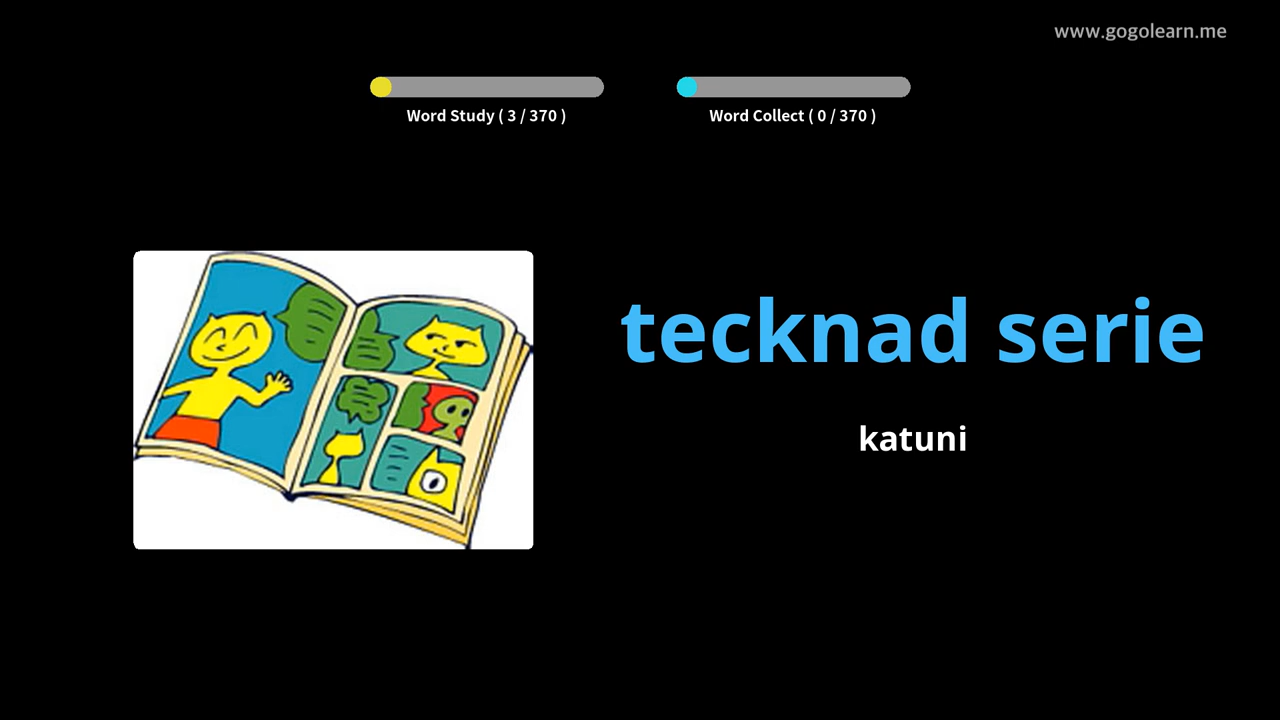 www.gogolearn.me
Word Study ( 3 / 370 )
Word Collect ( 0 / 370 )
tecknad serie
katuni